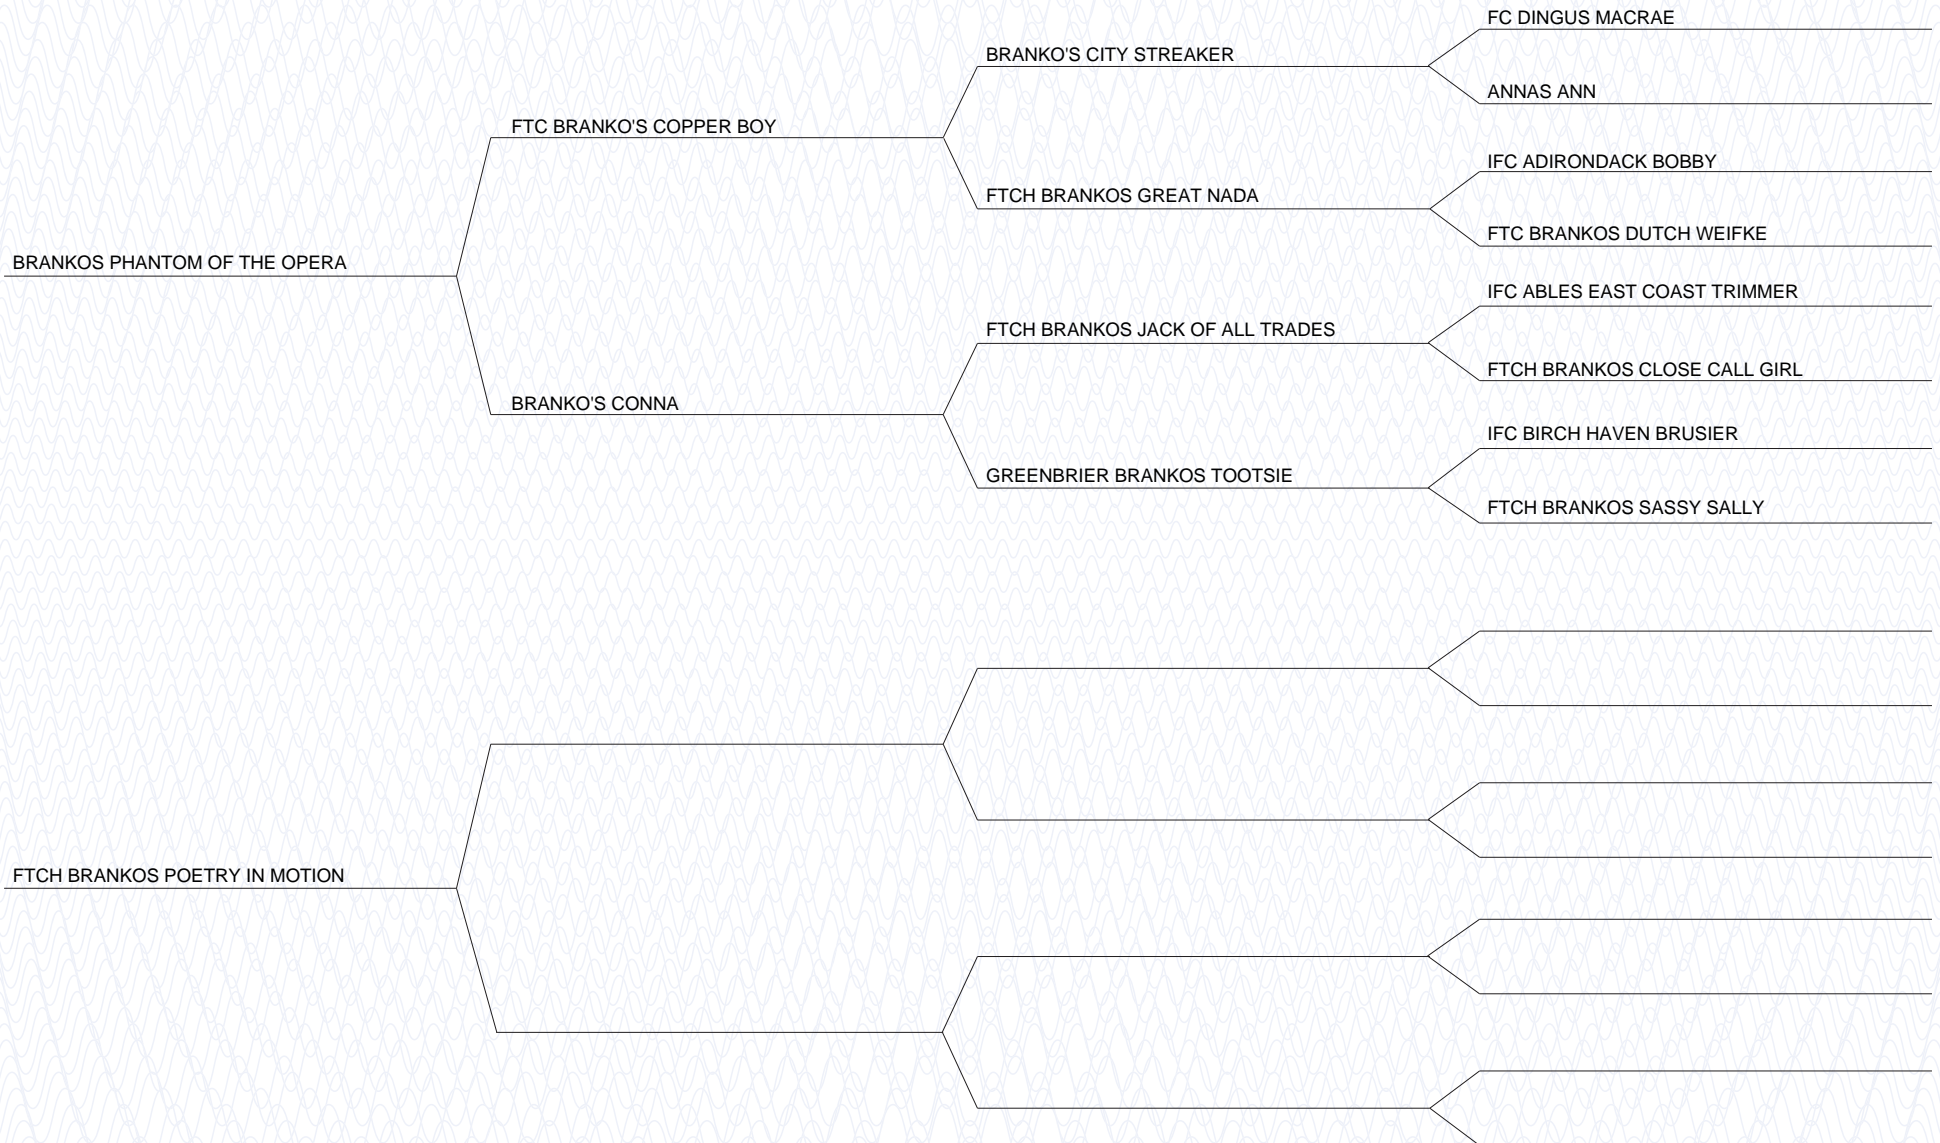 FC DINGUS MACRAE
BRANKO'S CITY STREAKER
ANNAS ANN
FTC BRANKO'S COPPER BOY
IFC ADIRONDACK BOBBY
FTCH BRANKOS GREAT NADA
FTC BRANKOS DUTCH WEIFKE
BRANKOS PHANTOM OF THE OPERA
IFC ABLES EAST COAST TRIMMER
FTCH BRANKOS JACK OF ALL TRADES
FTCH BRANKOS CLOSE CALL GIRL
BRANKO'S CONNA
IFC BIRCH HAVEN BRUSIER
GREENBRIER BRANKOS TOOTSIE
FTCH BRANKOS SASSY SALLY
FTCH BRANKOS POETRY IN MOTION